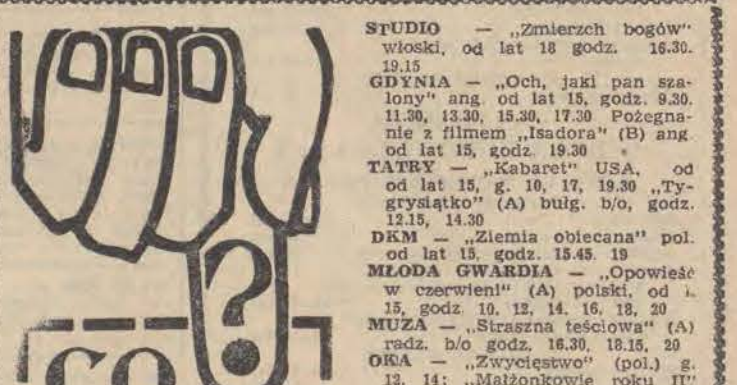 STUDIO — „Zmierzch bogów"
włoski, od lat 18 godz. 16.30.
19.15
GDYNIA — „Och, jaki pan sza-
lony" ang. od lat 15, godz. 9.30.
11.30, 13.30, 15.30, 17.30 Pożegna-
nie z filmem „Isadora" (B) ang
od lat 15, godz. 19.30
TATRY — „Kabaret" USA, od
od lat 15, g. 10, 17, 19.30 „Ty-
grysiątko" (A) bułg. b/o, godz.
12.15, 14.30
DKM — „Ziemia obiecana" pol.
od lat 15, godz. 15.45. 19
MŁODA GWARDIA — „Opowieść
w czerwieni" (A) polski, od l.
15, godz. 10. 12, 14. 16, 18, 20
MUZA — „Straszna teściowa" (A)
radz. b/o godz. 16.30, 18.15, 20
OKA — „Zwycięstwo" (pol.) g.
12, 14; „Małżonkowie roku II"
?
CO